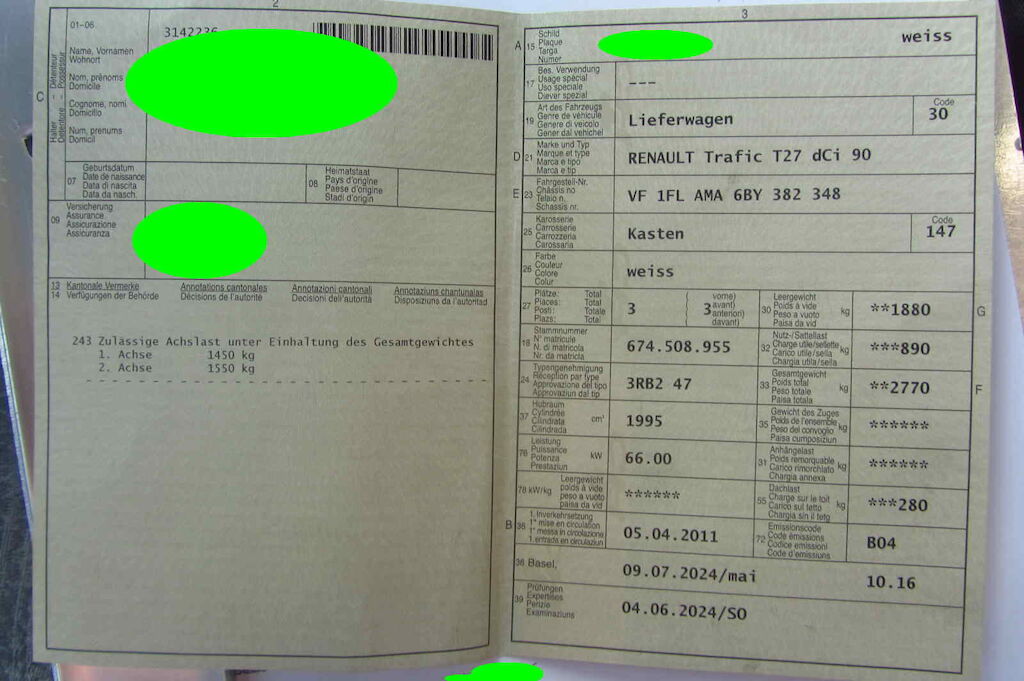 2
01-06
3142236
Détenteur - Possesseur
Halter - Detentore
C
Name, Vornamen
Wohnort
Nom, prénoms
Domicile
Cognome, nomi
Domicilio
Num, prenums
Domicil
07
Geburtsdatum
Date de naissance
Data di nascita
Data da nasch.
08
Heimatstaat
Pays d'origine
Paese d'origine
Stadi d'origin
09
Versicherung
Assurance
Assicurazione
Assicuranza
13 Kantonale Vermerke Annotations cantonales Annotazioni cantonali Annotaziuns chantunalas
14 Verfügungen der Behörde Décisions de l'autorité Decisioni dell'autorità Disposiziuns da l'autoritad
243 Zulässige Achslast unter Einhaltung des Gesamtgewichtes
1. Achse 1450 kg
2. Achse 1550 kg
3
A 15
Schild
Plaque
Targa
Numer
weiss
17
Bes. Verwendung
Usage spécial
Uso speciale
Diever spezial
---
19
Art des Fahrzeugs
Genre de véhicule
Genere di veicolo
Gener dal vehichel
Lieferwagen
Code
30
D 21
Marke und Typ
Marque et type
Marca e tipo
Marca e tip
RENAULT Trafic T27 dCi 90
E 23
Fahrgestell-Nr.
Châssis no
Telaio n.
Schassis nr.
VF 1FL AMA 6BY 382 348
25
Karosserie
Carrosserie
Carrozzeria
Carossaria
Kasten
Code
147
26
Farbe
Couleur
Colore
Colur
weiss
27
Plätze: Total
Places: Total
Posti: Totale
Plazs: Total
3
( vorne)
( avant)
( anteriori)
( davant)
3
30
Leergewicht
Poids à vide
Peso a vuoto
Paisa da vid
kg
**1880
G
18
Stammnummer
N° matricule
N. di matricola
Nr. da matricla
674.508.955
32
Nutz-/Sattellast
Charge utile/sellette
Carico utile/sella
Chargia utila/sella
kg
***890
24
Typengenehmigung
Réception par type
Approvazione del tipo
Approvaziun dal tip
3RB2 47
33
Gesamtgewicht
Poids total
Peso totale
Paisa totala
kg
**2770
F
37
Hubraum
Cylindrée
Cilindrata
Cilindrada
cm³
1995
35
Gewicht des Zuges
Poids de l'ensemble
Peso del convoglio
Paisa cumposiziun
kg
******
76
Leistung
Puissance
Potenza
Prestaziun
kW
66.00
31
Anhängelast
Poids remorquable
Carico rimorchiato
Chargia annexa
kg
******
78 kW/kg
Leergewicht
poids à vide
peso a vuoto
paisa da vid
******
55
Dachlast
Charge sur le toit
Carico sul tetto
Chargia sin il tetg
kg
***280
B 36
1. Inverkehrsetzung
1re mise en circulation
1a messa in circolazione
1. entrada en circulaziun
05.04.2011
72
Emissionscode
Code émissions
Codice emissioni
Code d'emissiuns
B04
38 Basel,
09.07.2024/mai
10.16
39
Prüfungen
Expertises
Perizie
Examinaziuns
04.06.2024/SO